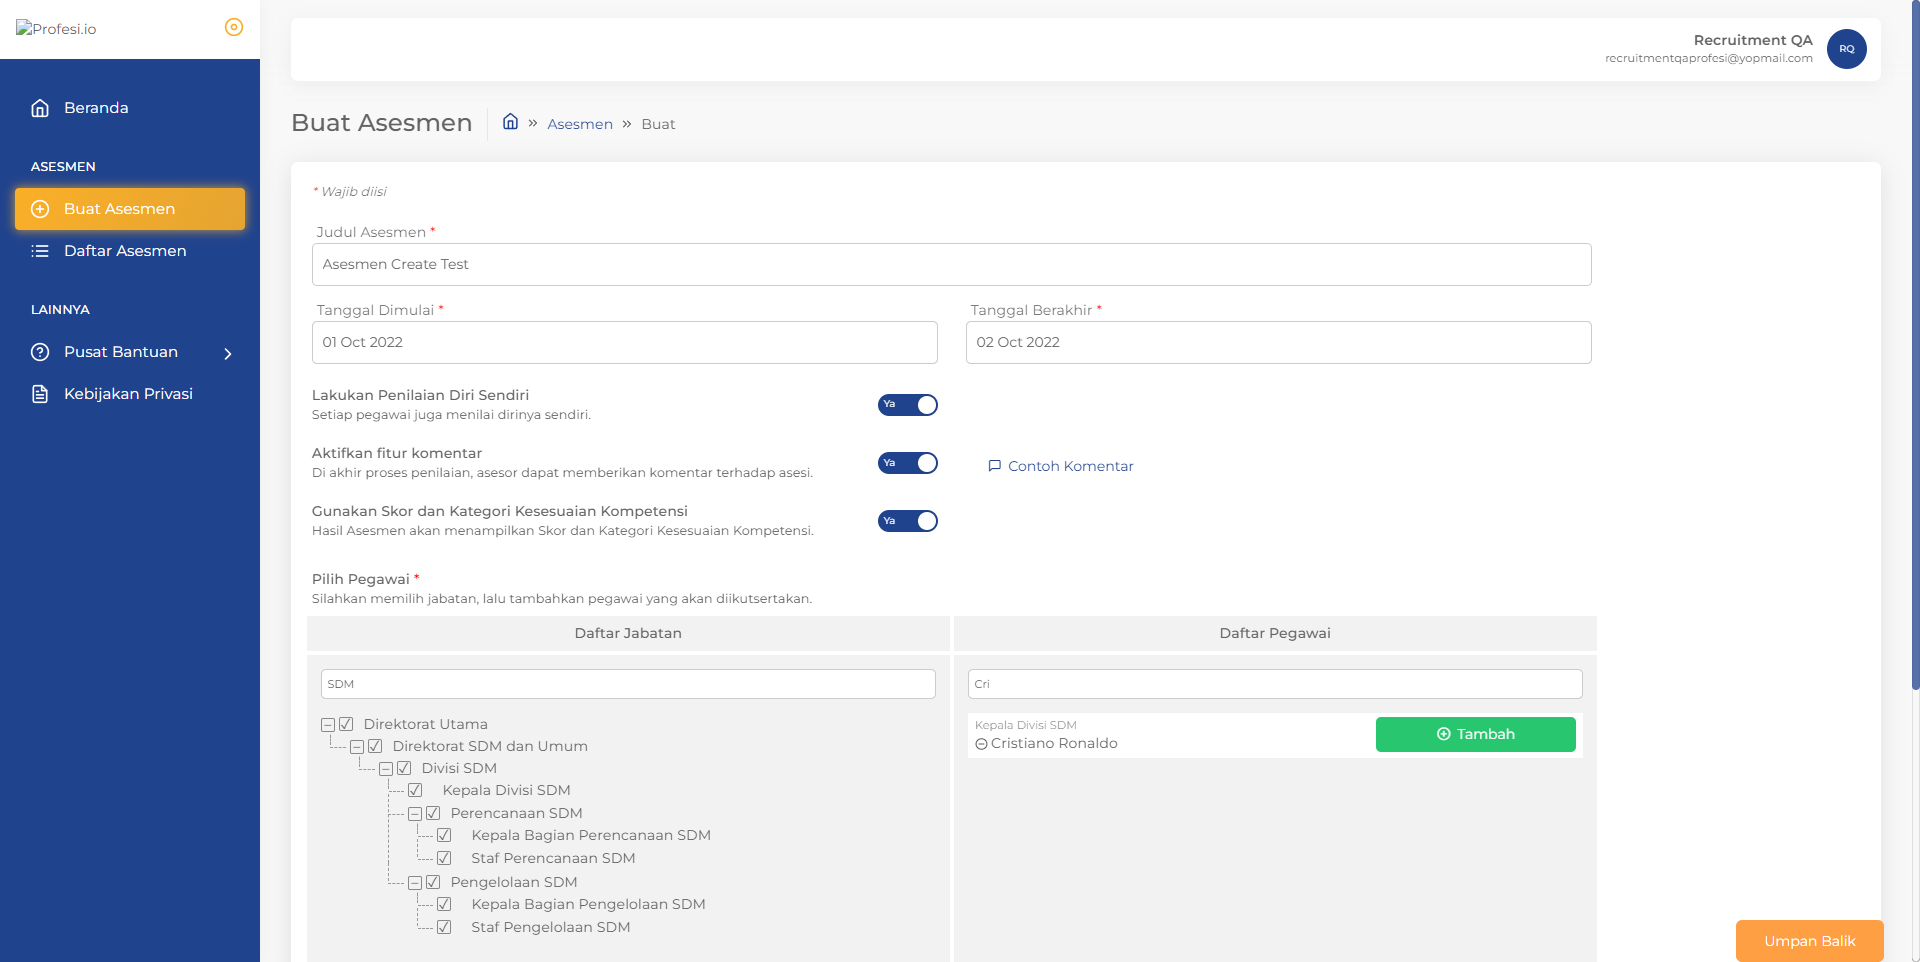 Profesi.io
Beranda
ASESMEN
Buat Asesmen
Daftar Asesmen
LAINNYA
Pusat Bantuan
Kebijakan Privasi
Recruitment QA
recruitmentqaprofesi@yopmail.com
RQ
Buat Asesmen
» Asesmen » Buat
* Wajib diisi
Judul Asesmen *
Asesmen Create Test
Tanggal Dimulai *
01 Oct 2022
Tanggal Berakhir *
02 Oct 2022
Lakukan Penilaian Diri Sendiri
Setiap pegawai juga menilai dirinya sendiri.
Ya
Aktifkan fitur komentar
Di akhir proses penilaian, asesor dapat memberikan komentar terhadap asesi.
Ya
Contoh Komentar
Gunakan Skor dan Kategori Kesesuaian Kompetensi
Hasil Asesmen akan menampilkan Skor dan Kategori Kesesuaian Kompetensi.
Ya
Pilih Pegawai *
Silahkan memilih jabatan, lalu tambahkan pegawai yang akan diikutsertakan.
Daftar Jabatan
SDM
Direktorat Utama
Direktorat SDM dan Umum
Divisi SDM
Kepala Divisi SDM
Perencanaan SDM
Kepala Bagian Perencanaan SDM
Staf Perencanaan SDM
Pengelolaan SDM
Kepala Bagian Pengelolaan SDM
Staf Pengelolaan SDM
Daftar Pegawai
Cri
Kepala Divisi SDM
Cristiano Ronaldo
Tambah
Umpan Balik